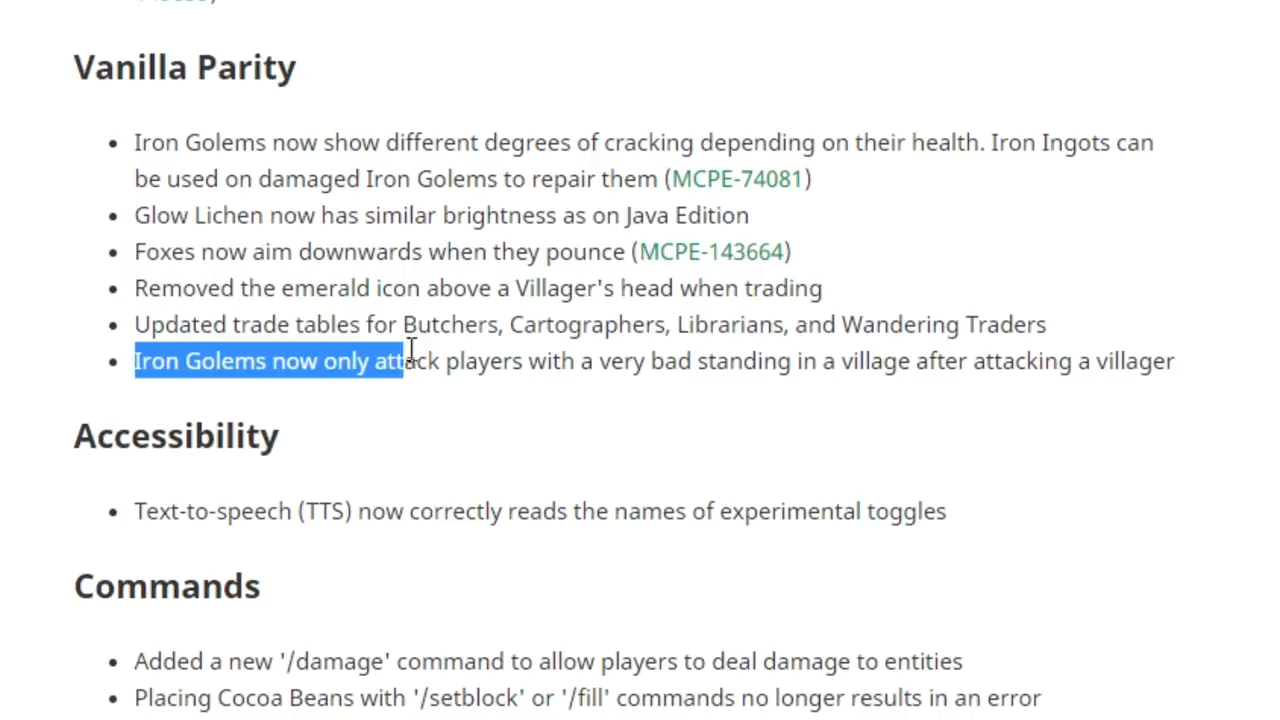 Vanilla Parity
Iron Golems now show different degrees of cracking depending on their health. Iron Ingots can
be used on damaged Iron Golems to repair them (MCPE-74081)
Glow Lichen now has similar brightness as on Java Edition
Foxes now aim downwards when they pounce (MCPE-143664)
Removed the emerald icon above a Villager's head when trading
Updated trade tables for Butchers, Cartographers, Librarians, and Wandering Traders
Iron Golems now only attack players with a very bad standing in a village after attacking a villager
Accessibility
Text-to-speech (TTS) now correctly reads the names of experimental toggles
Commands
Added a new '/damage' command to allow players to deal damage to entities
Placing Cocoa Beans with '/setblock' or '/fill' commands no longer results in an error